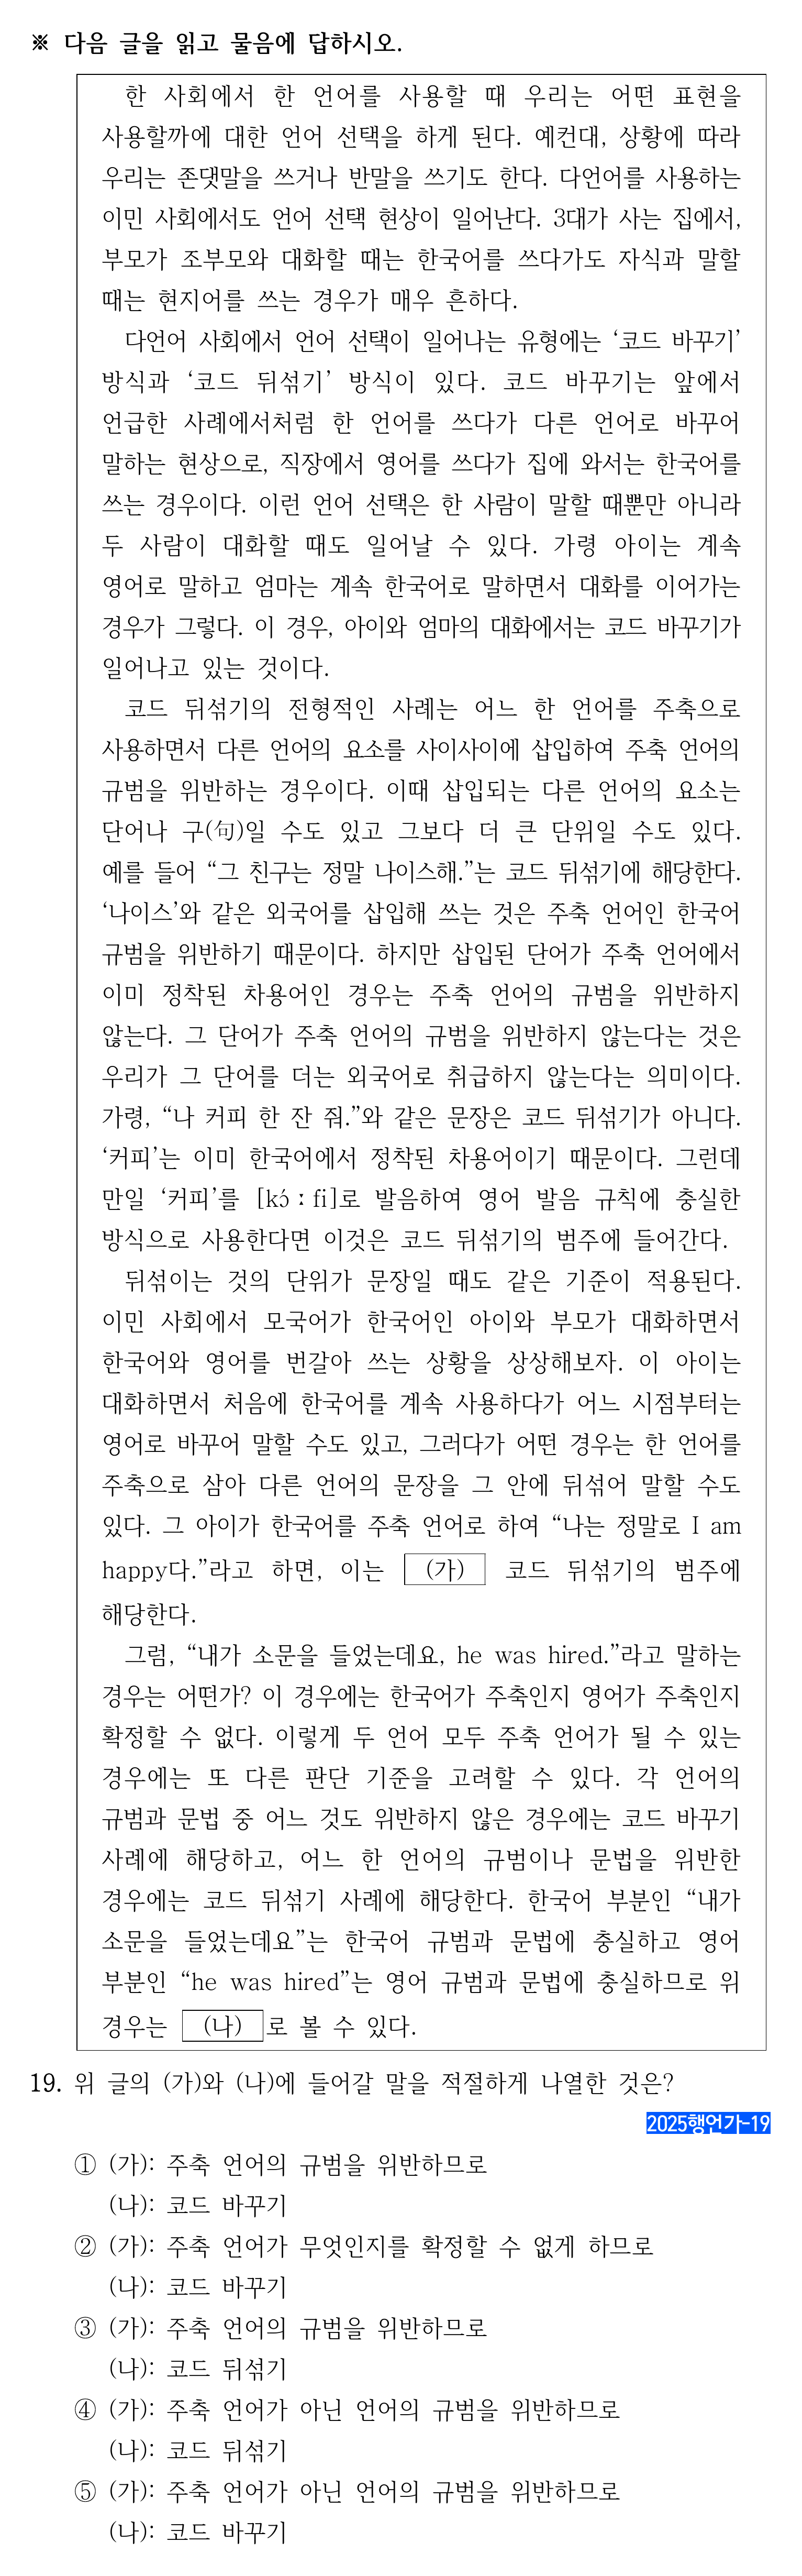 ※ 다음 글을 읽고 물음에 답하시오.
한 사회에서 한 언어를 사용할 때 우리는 어떤 표현을
사용할까에 대한 언어 선택을 하게 된다. 예컨대, 상황에 따라
우리는 존댓말을 쓰거나 반말을 쓰기도 한다. 다언어를 사용하는
이민 사회에서도 언어 선택 현상이 일어난다. 3대가 사는 집에서,
부모가 조부모와 대화할 때는 한국어를 쓰다가도 자식과 말할
때는 현지어를 쓰는 경우가 매우 흔하다.
다언어 사회에서 언어 선택이 일어나는 유형에는 ‘코드 바꾸기’
방식과 ‘코드 뒤섞기’ 방식이 있다. 코드 바꾸기는 앞에서
언급한 사례에서처럼 한 언어를 쓰다가 다른 언어로 바꾸어
말하는 현상으로, 직장에서 영어를 쓰다가 집에 와서는 한국어를
쓰는 경우이다. 이런 언어 선택은 한 사람이 말할 때뿐만 아니라
두 사람이 대화할 때도 일어날 수 있다. 가령 아이는 계속
영어로 말하고 엄마는 계속 한국어로 말하면서 대화를 이어가는
경우가 그렇다. 이 경우, 아이와 엄마의 대화에서는 코드 바꾸기가
일어나고 있는 것이다.
코드 뒤섞기의 전형적인 사례는 어느 한 언어를 주축으로
사용하면서 다른 언어의 요소를 사이사이에 삽입하여 주축 언어의
규범을 위반하는 경우이다. 이때 삽입되는 다른 언어의 요소는
단어나 구(句)일 수도 있고 그보다 더 큰 단위일 수도 있다.
예를 들어 “그 친구는 정말 나이스해.”는 코드 뒤섞기에 해당한다.
‘나이스’와 같은 외국어를 삽입해 쓰는 것은 주축 언어인 한국어
규범을 위반하기 때문이다. 하지만 삽입된 단어가 주축 언어에서
이미 정착된 차용어인 경우는 주축 언어의 규범을 위반하지
않는다. 그 단어가 주축 언어의 규범을 위반하지 않는다는 것은
우리가 그 단어를 더는 외국어로 취급하지 않는다는 의미이다.
가령, “나 커피 한 잔 줘.”와 같은 문장은 코드 뒤섞기가 아니다.
‘커피’는 이미 한국어에서 정착된 차용어이기 때문이다. 그런데
만일 ‘커피’를 [kɔ́ːfi]로 발음하여 영어 발음 규칙에 충실한
방식으로 사용한다면 이것은 코드 뒤섞기의 범주에 들어간다.
뒤섞이는 것의 단위가 문장일 때도 같은 기준이 적용된다.
이민 사회에서 모국어가 한국어인 아이와 부모가 대화하면서
한국어와 영어를 번갈아 쓰는 상황을 상상해보자. 이 아이는
대화하면서 처음에 한국어를 계속 사용하다가 어느 시점부터는
영어로 바꾸어 말할 수도 있고, 그러다가 어떤 경우는 한 언어를
주축으로 삼아 다른 언어의 문장을 그 안에 뒤섞어 말할 수도
있다. 그 아이가 한국어를 주축 언어로 하여 “나는 정말로 I am
happy다.”라고 하면, 이는 (가) 코드 뒤섞기의 범주에
해당한다.
그럼, “내가 소문을 들었는데요, he was hired.”라고 말하는
경우는 어떤가? 이 경우에는 한국어가 주축인지 영어가 주축인지
확정할 수 없다. 이렇게 두 언어 모두 주축 언어가 될 수 있는
경우에는 또 다른 판단 기준을 고려할 수 있다. 각 언어의
규범과 문법 중 어느 것도 위반하지 않은 경우에는 코드 바꾸기
사례에 해당하고, 어느 한 언어의 규범이나 문법을 위반한
경우에는 코드 뒤섞기 사례에 해당한다. 한국어 부분인 “내가
소문을 들었는데요”는 한국어 규범과 문법에 충실하고 영어
부분인 “he was hired”는 영어 규범과 문법에 충실하므로 위
경우는 (나) 로 볼 수 있다.
19. 위 글의 (가)와 (나)에 들어갈 말을 적절하게 나열한 것은?
2025행언가-19
① (가): 주축 언어의 규범을 위반하므로
(나): 코드 바꾸기
② (가): 주축 언어가 무엇인지를 확정할 수 없게 하므로
(나): 코드 바꾸기
③ (가): 주축 언어의 규범을 위반하므로
(나): 코드 뒤섞기
④ (가): 주축 언어가 아닌 언어의 규범을 위반하므로
(나): 코드 뒤섞기
⑤ (가): 주축 언어가 아닌 언어의 규범을 위반하므로
(나): 코드 바꾸기